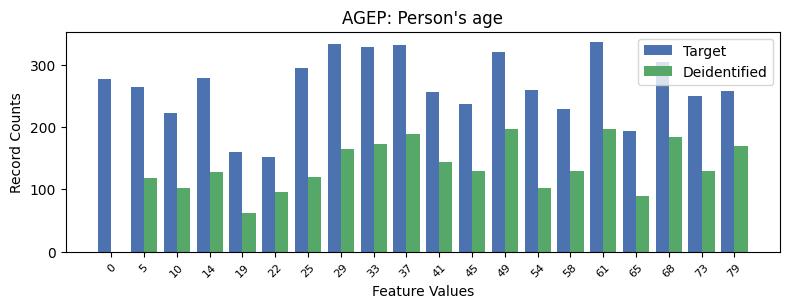 AGEP: Person's age
Record Counts
300
200
100
0
Target
Deidentified
0 5 10 14 19 22 25 29 33 37 41 45 49 54 58 61 65 68 73 79
Feature Values